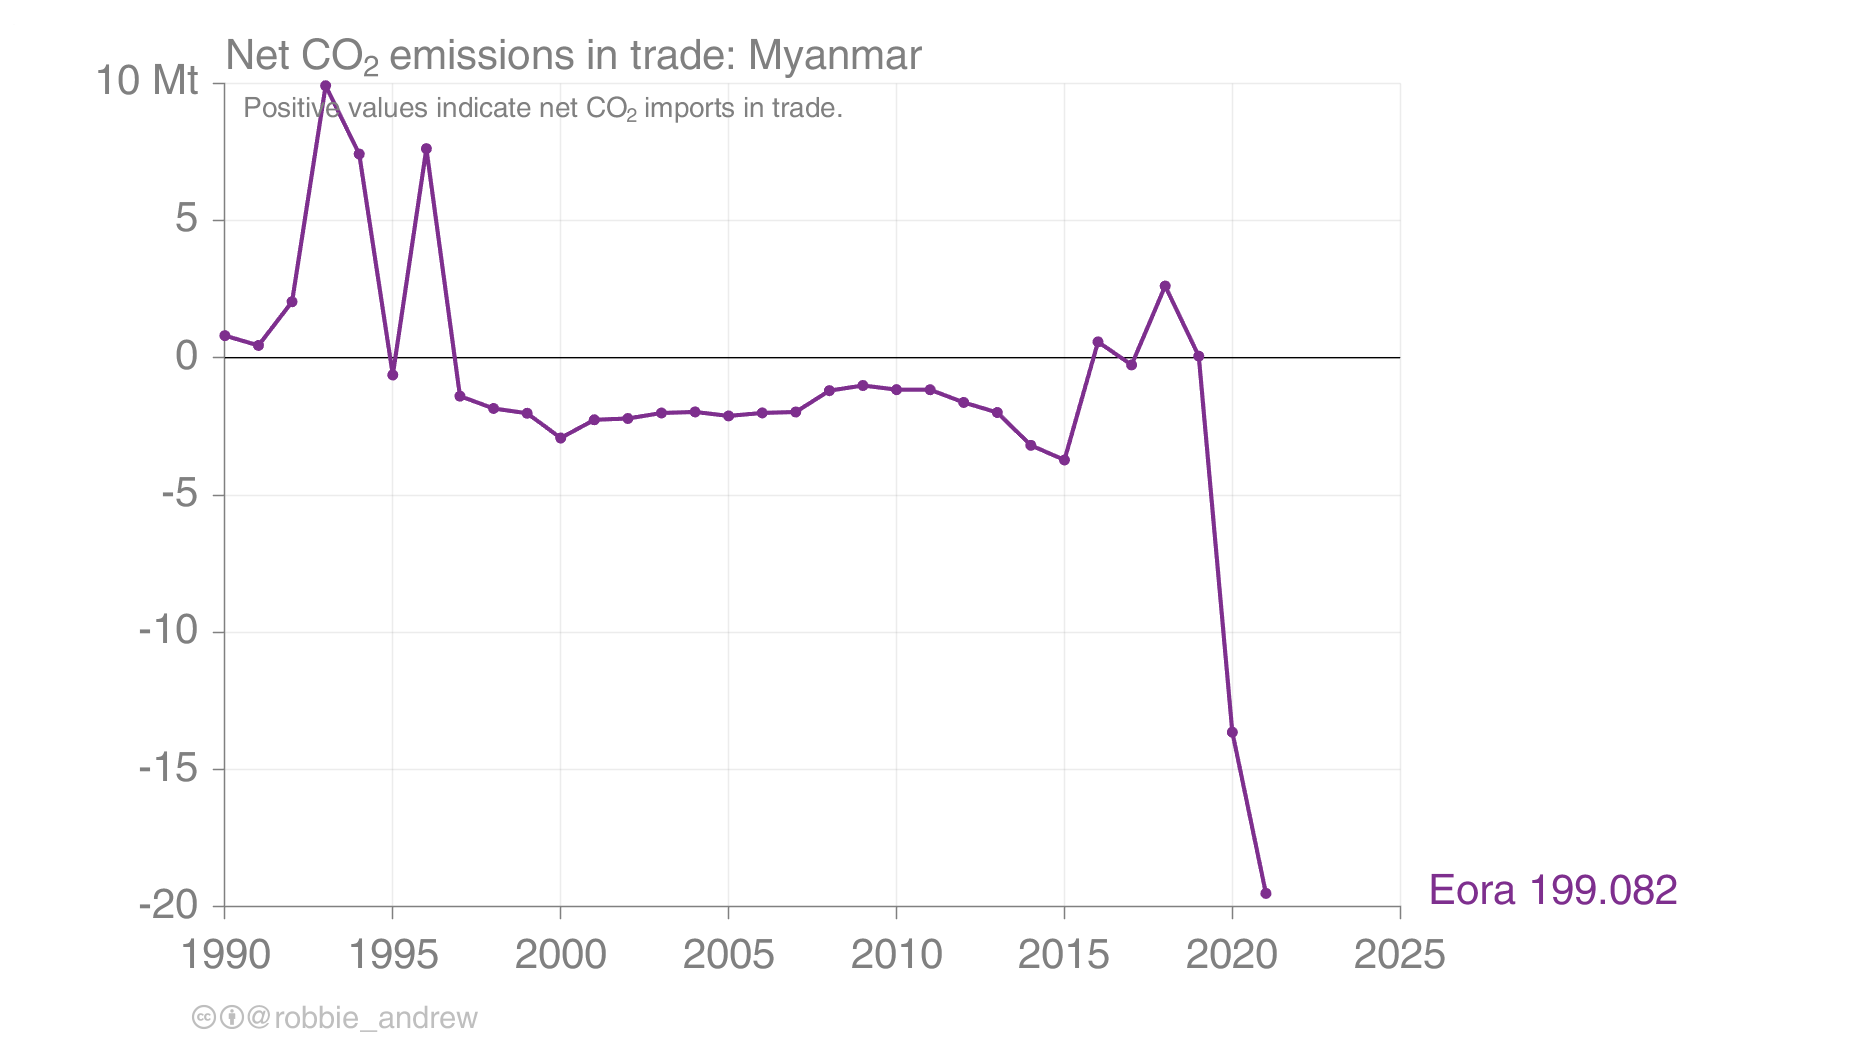 Net CO₂ emissions in trade: Myanmar
10 Mt
Positive values indicate net CO₂ imports in trade.
5
0
-5
-10
-15
-20
Eora 199.082
1990 1995 2000 2005 2010 2015 2020 2025
@robbie_andrew